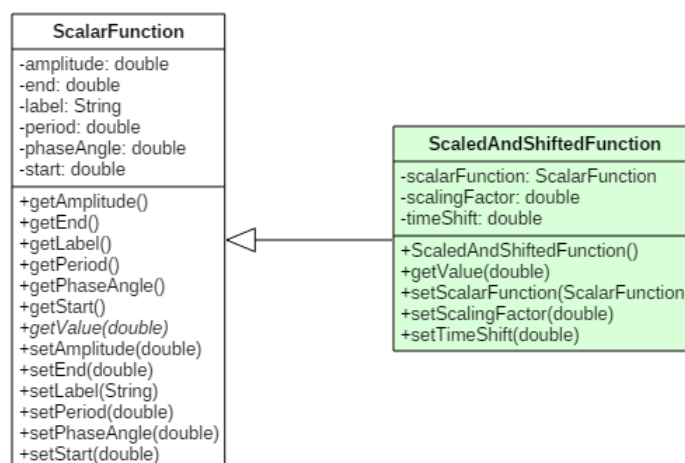 ScalarFunction
-amplitude: double
-end: double
-label: String
-period: double
-phaseAngle: double
-start: double
+getAmplitude()
+getEnd()
+getLabel()
+getPeriod()
+getPhaseAngle()
+getStart()
+getValue(double)
+setAmplitude(double)
+setEnd(double)
+setLabel(String)
+setPeriod(double)
+setPhaseAngle(double)
+setStart(double)
ScaledAndShiftedFunction
-scalarFunction: ScalarFunction
-scalingFactor: double
-timeShift: double
+ScaledAndShiftedFunction()
+getValue(double)
+setScalarFunction(ScalarFunction
+setScalingFactor(double)
+setTimeShift(double)